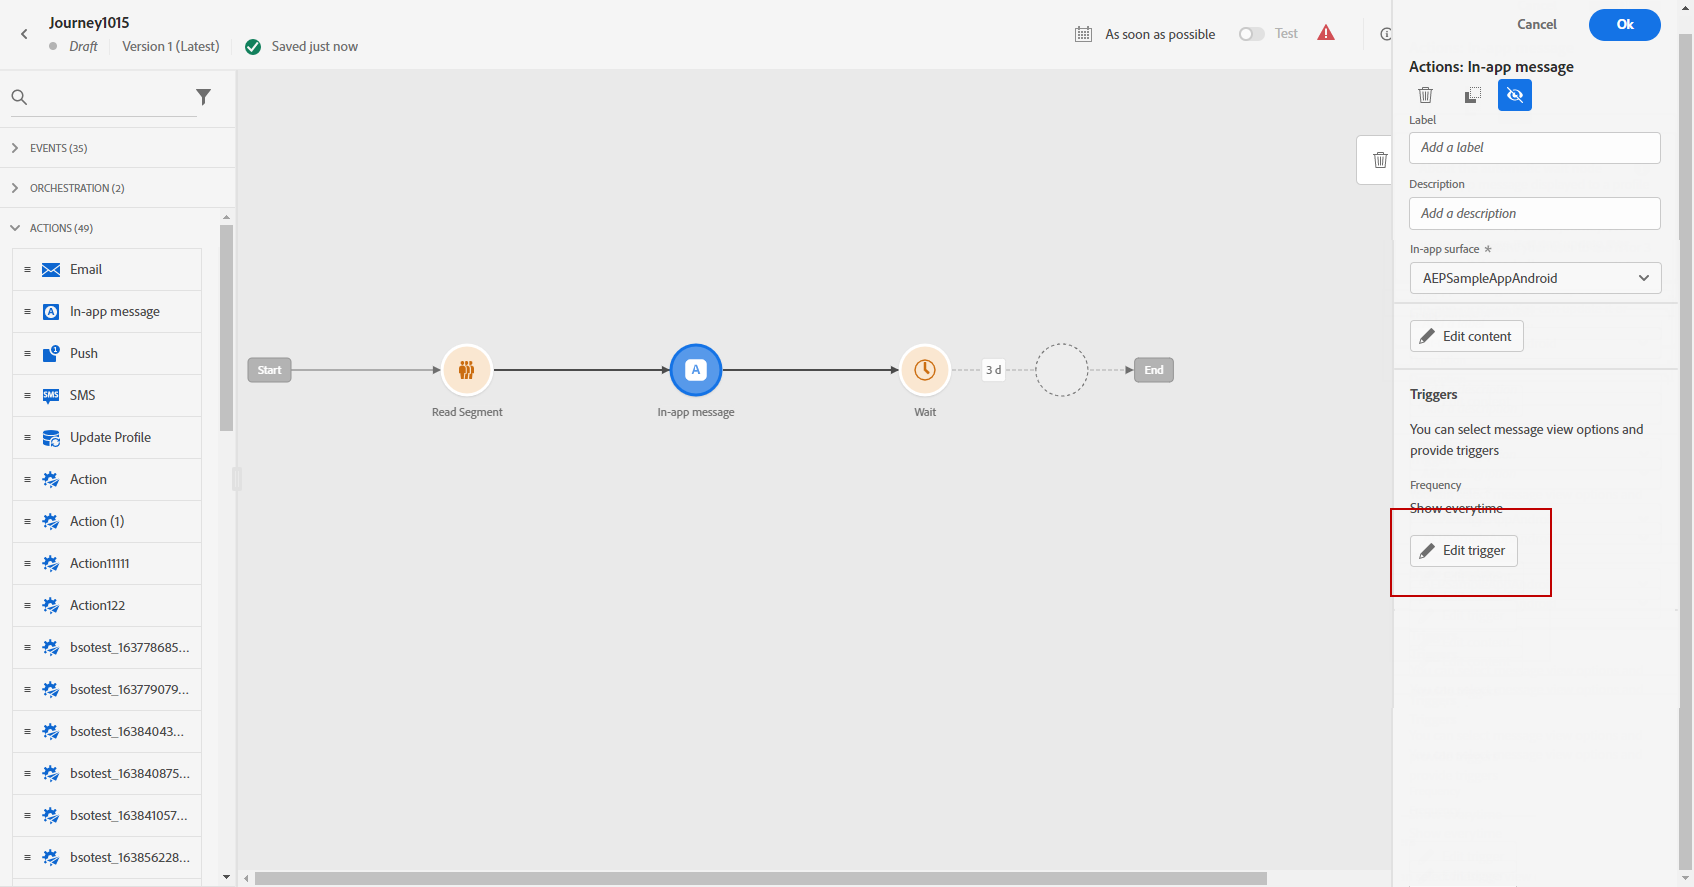 Journey1015
Draft
Version 1 (Latest)
Saved just now
As soon as possible
Test
EVENTS (35)
ORCHESTRATION (2)
ACTIONS (49)
Email
In-app message
Push
SMS
SMS
Update Profile
Action
Action (1)
Action11111
Action122
bsotest_163778685...
bsotest_163779079...
bsotest_16384043...
bsotest_163840875...
bsotest_163841057...
bsotest_163856228...
Start
Read Segment
A
In-app message
Wait
3 d
End
Cancel
Ok
Actions: In-app message
Label
Add a label
Description
Add a description
In-app surface *
AEPSampleAppAndroid
Edit content
Triggers
You can select message view options and
provide triggers
Frequency
Show everytime
Edit trigger